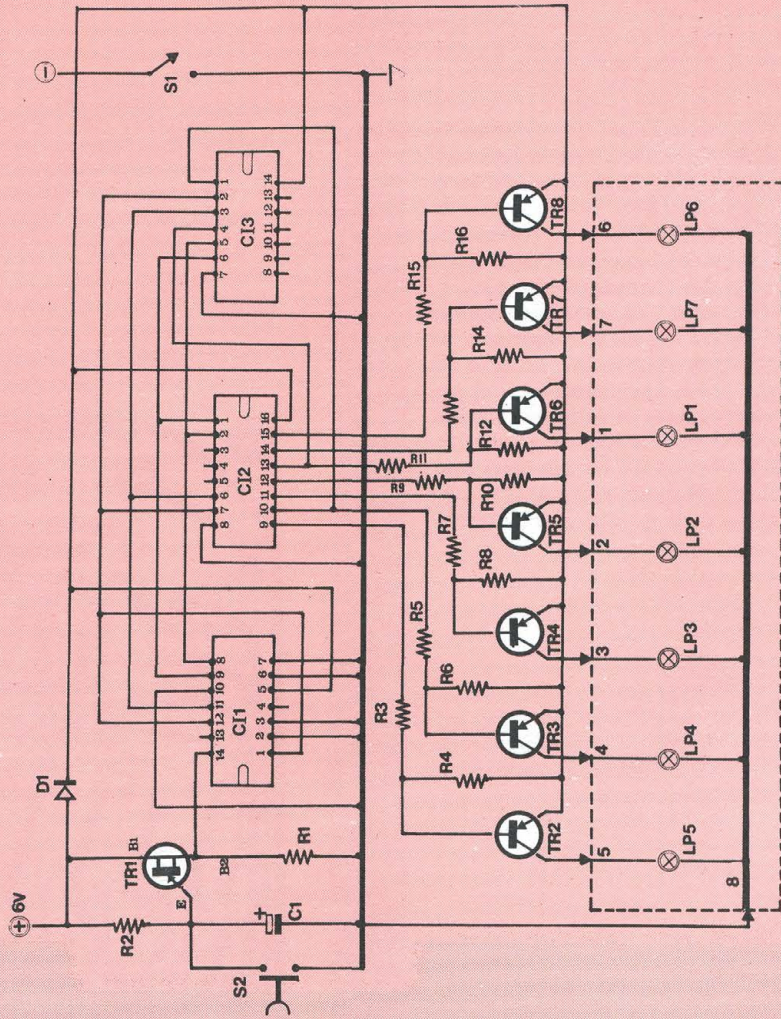 ⊕ 6V
D1
⊖
S1
R2
TR1
B1
E
B2
S2
+
C1
R1
14 13 12 11 10 9 8
CI1
1 2 3 4 5 6 7
8 7 6 5 4 3 2 1
CI2
9 10 11 12 13 14 15 16
7 6 5 4 3 2 1
CI3
8 9 10 11 12 13 14
R3
R4
R5
R6
R7
R8
R9
R10
R11
R12
R14
R15
R16
TR2
TR3
TR4
TR5
TR6
TR7
TR8
5
4
3
2
1
7
6
LP5
LP4
LP3
LP2
LP1
LP7
LP6
8